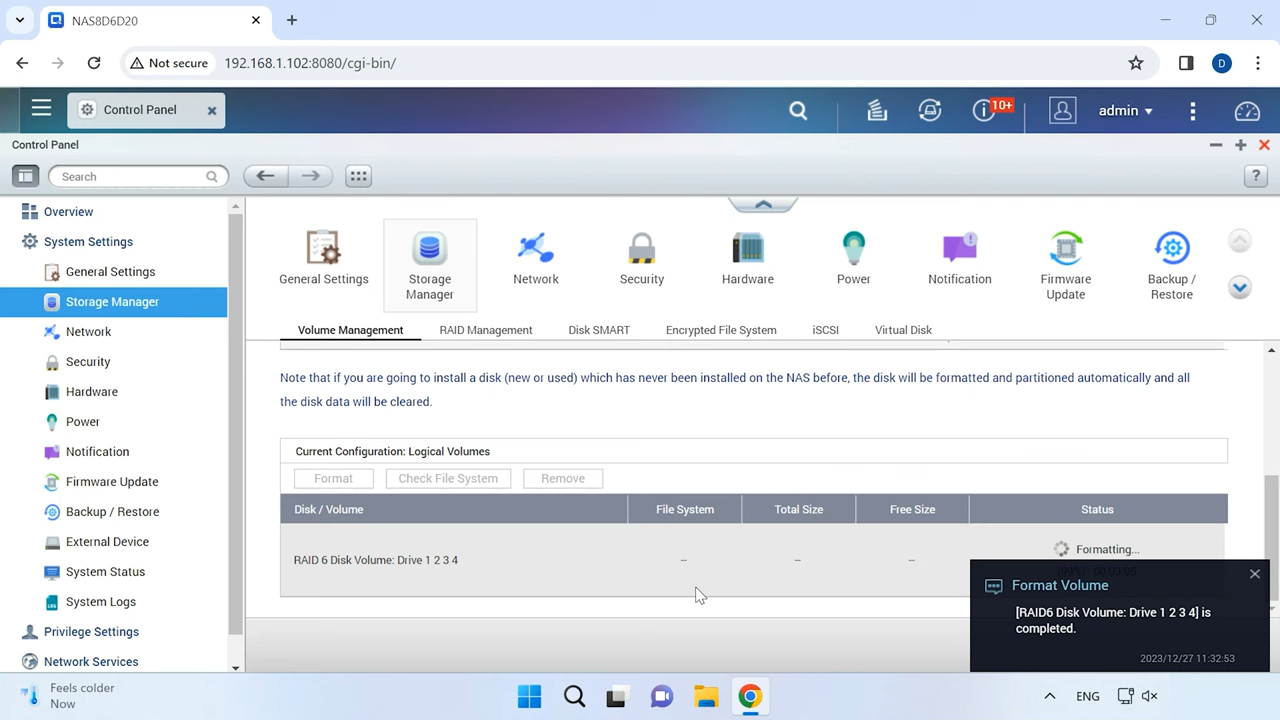 NAS8D6D20
Not secure 192.168.1.102:8080/cgi-bin/
D
Control Panel
10+
admin
Control Panel
Search
?
Overview
System Settings
General Settings
Storage Manager
Network
Security
Hardware
Power
Notification
Firmware Update
Backup / Restore
External Device
System Status
System Logs
Privilege Settings
Network Services
General Settings
Storage
Manager
Network
Security
Hardware
Power
Notification
Firmware
Update
Backup /
Restore
Volume Management RAID Management Disk SMART Encrypted File System iSCSI Virtual Disk
Note that if you are going to install a disk (new or used) which has never been installed on the NAS before, the disk will be formatted and partitioned automatically and all
the disk data will be cleared.
Current Configuration: Logical Volumes
Format Check File System Remove
Disk / Volume File System Total Size Free Size Status
RAID 6 Disk Volume: Drive 1 2 3 4 -- -- -- Formatting...
Format Volume
[RAID6 Disk Volume: Drive 1 2 3 4] is
completed.
2023/12/27 11:32:53
Feels colder
Now
ENG